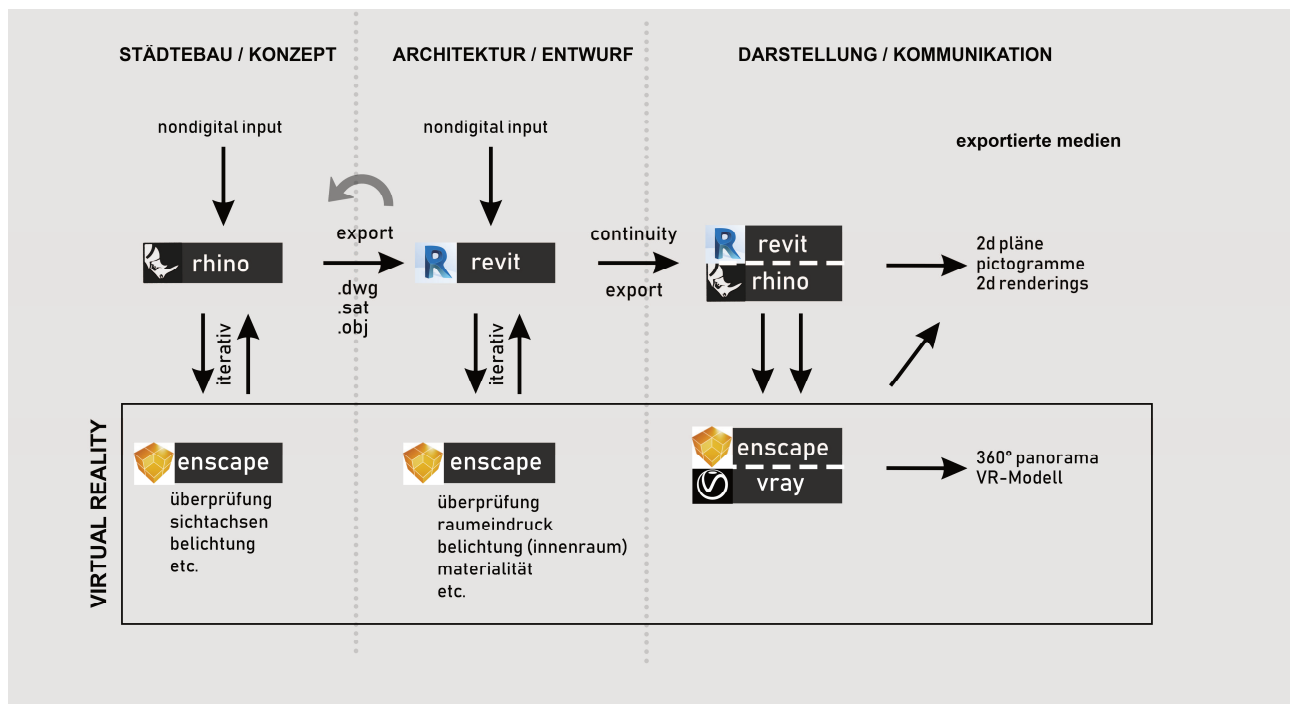 STÄDTEBAU / KONZEPT
ARCHITEKTUR / ENTWURF
DARSTELLUNG / KOMMUNIKATION
nondigital input
nondigital input
exportierte medien
rhino
export
.dwg
.sat
.obj
R
revit
continuity
export
R
revit
rhino
2d pläne
pictogramme
2d renderings
iterativ
iterativ
VIRTUAL REALITY
enscape
überprüfung
sichtachsen
belichtung
etc.
enscape
überprüfung
raumeindruck
belichtung (innenraum)
materialität
etc.
enscape
vray
360° panorama
VR-Modell